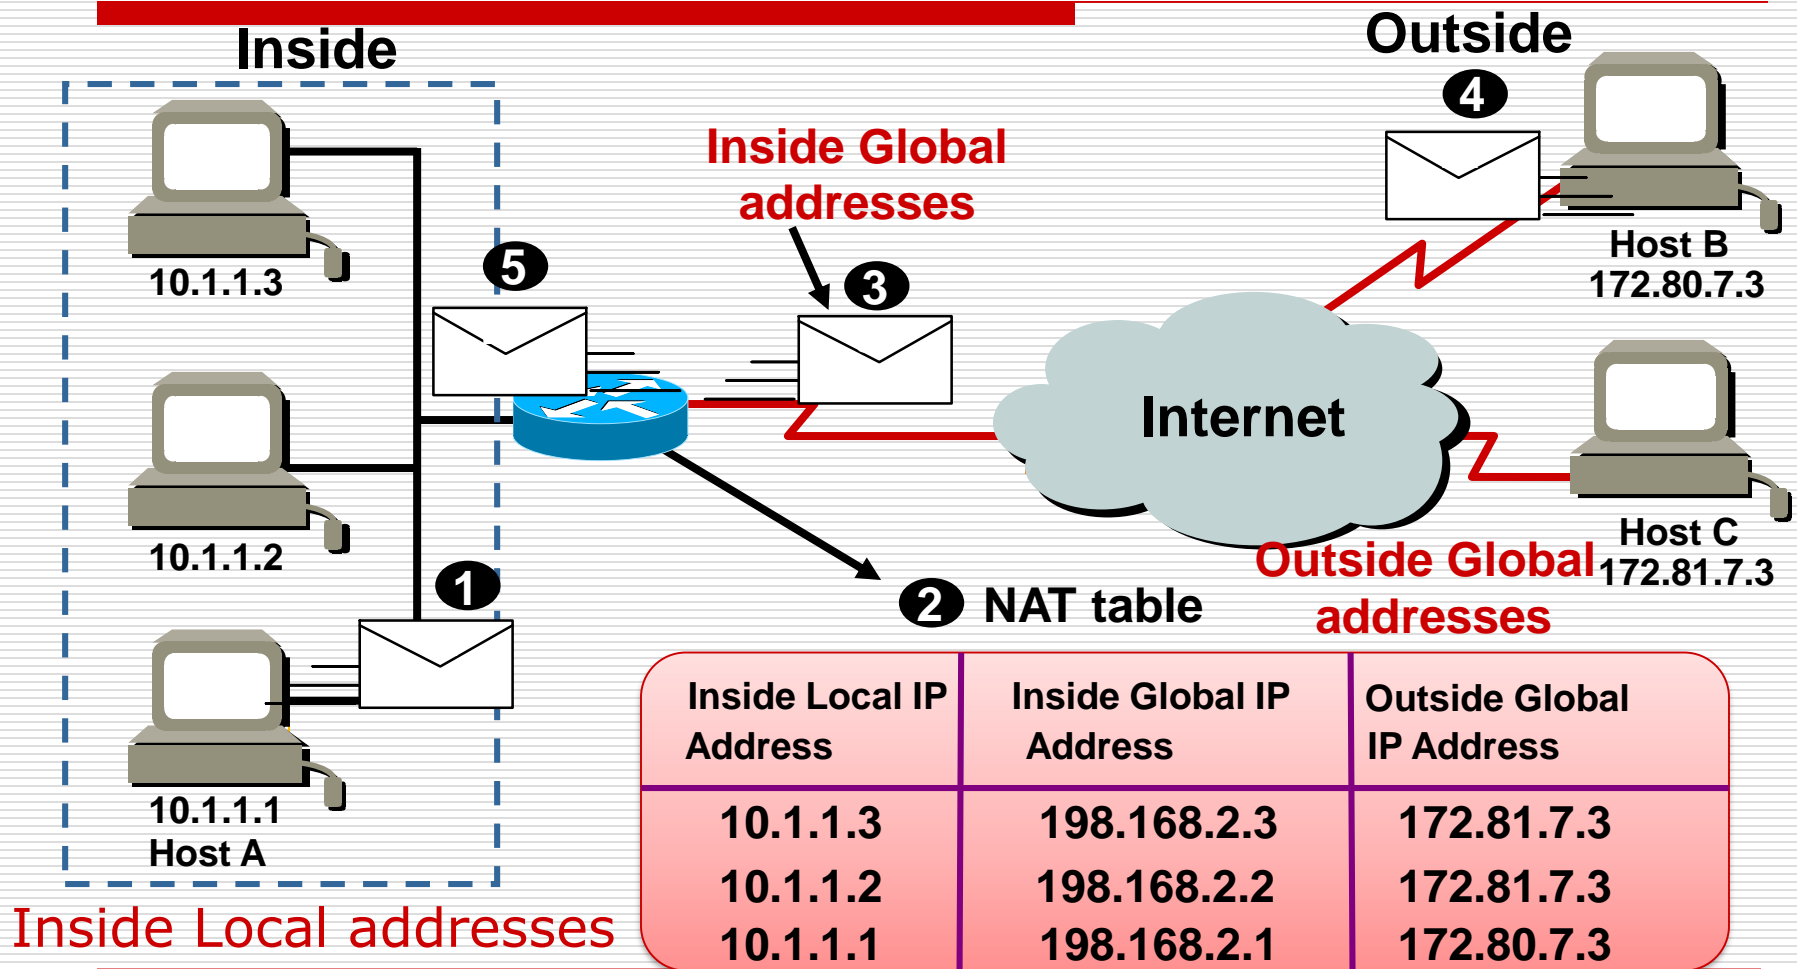 Inside
Outside
4
Inside Global
addresses
Host B
172.80.7.3
10.1.1.3
5
3
Internet
10.1.1.2
Host C
172.81.7.3
Outside Global
addresses
1
2 NAT table
10.1.1.1
Host A
Inside Local addresses
Inside Local IP Address
Inside Global IP Address
Outside Global IP Address
10.1.1.3 198.168.2.3 172.81.7.3
10.1.1.2 198.168.2.2 172.81.7.3
10.1.1.1 198.168.2.1 172.80.7.3